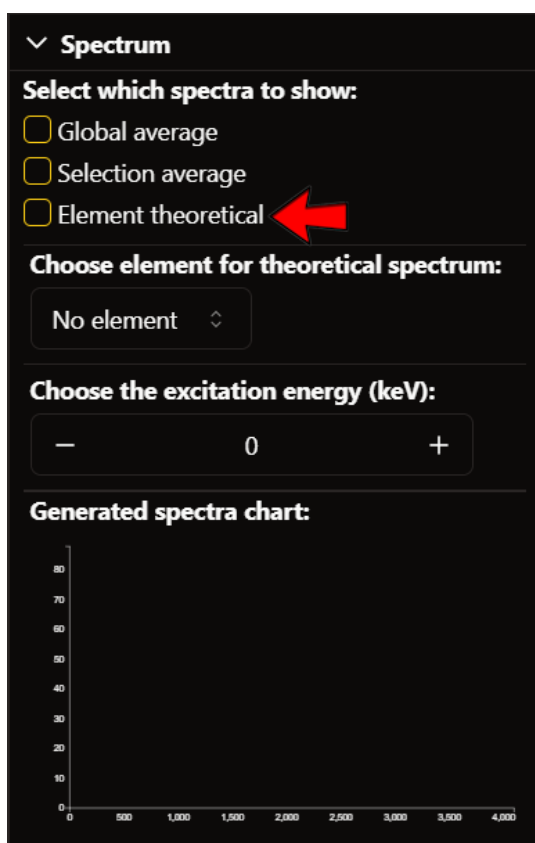 Spectrum
Select which spectra to show:
Global average
Selection average
Element theoretical
Choose element for theoretical spectrum:
No element
Choose the excitation energy (keV):
− 0 +
Generated spectra chart:
80
70
60
50
40
30
20
10
0
0 500 1,000 1,500 2,000 2,500 3,000 3,500 4,000